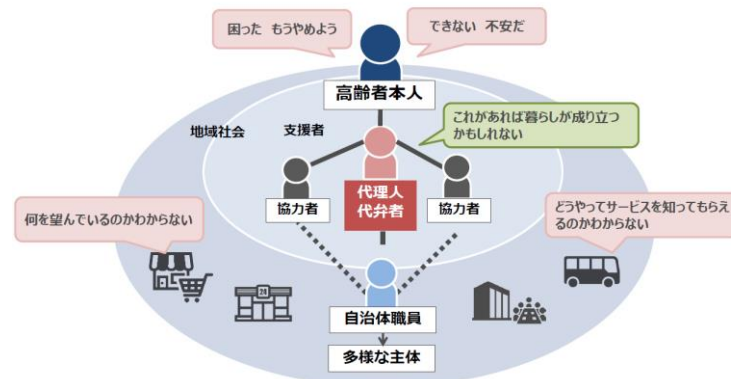 困った もうやめよう
できない 不安だ
高齢者本人
地域社会
支援者
これがあれば暮らしが成り立つ
かもしれない
協力者
代理人
代弁者
協力者
何を望んでいるのかわからない
どうやってサービスを知ってもらえ
るのかわからない
24
自治体職員
多様な主体